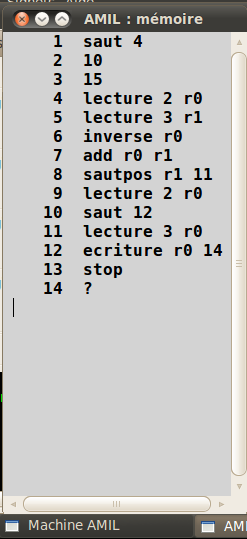 AMIL : mémoire
1 saut 4
2 10
3 15
4 lecture 2 r0
5 lecture 3 r1
6 inverse r0
7 add r0 r1
8 sautpos r1 11
9 lecture 2 r0
10 saut 12
11 lecture 3 r0
12 ecriture r0 14
13 stop
14 ?
Machine AMIL
AMI